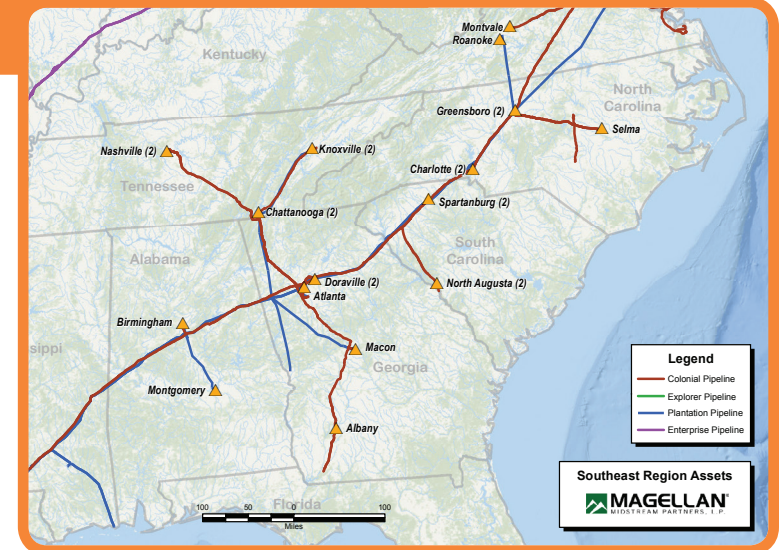 Montvale
Roanoke
Kentucky
North
Carolina
Greensboro (2)
Selma
Nashville (2)
Knoxville (2)
Charlotte (2)
Tennessee
Spartanburg (2)
Chattanooga (2)
South
Carolina
Alabama
Doraville (2)
North Augusta (2)
Atlanta
Birmingham
sippi
Macon
Georgia
Montgomery
Albany
Florida
100 50 0 100
Miles
Legend
Colonial Pipeline
Explorer Pipeline
Plantation Pipeline
Enterprise Pipeline
Southeast Region Assets
MAGELLAN
MIDSTREAM PARTNERS, L.P.